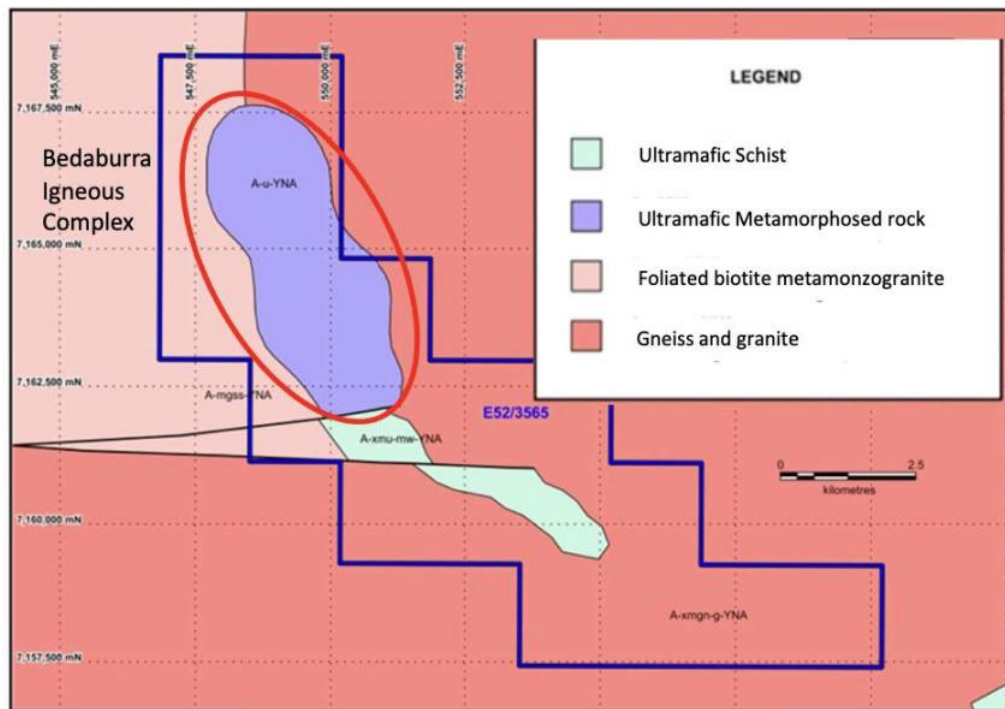 545,000 mE
547,500 mE
550,000 mE
552,500 mE
7,167,500 mN
7,165,000 mN
7,162,500 mN
7,160,000 mN
7,157,500 mN
Bedaburra
Igneous
Complex
A-u-YNA
A-mgss-YNA
A-xmu-mw-YNA
E52/3565
A-xmgn-g-YNA
LEGEND
Ultramafic Schist
Ultramafic Metamorphosed rock
Foliated biotite metamonzogranite
Gneiss and granite
0 2.5
kilometres